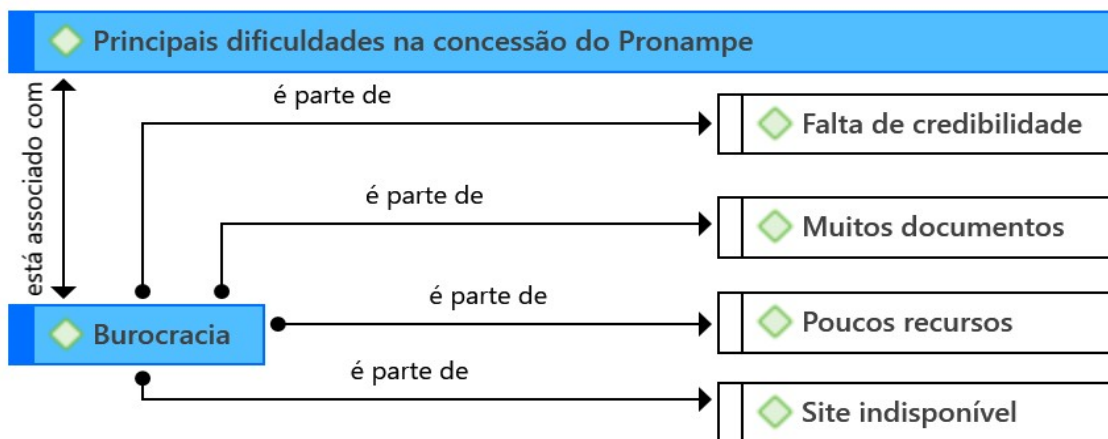 Principais dificuldades na concessão do Pronampe
está associado com
é parte de
Falta de credibilidade
é parte de
Muitos documentos
é parte de
Burocracia
Poucos recursos
é parte de
Site indisponível